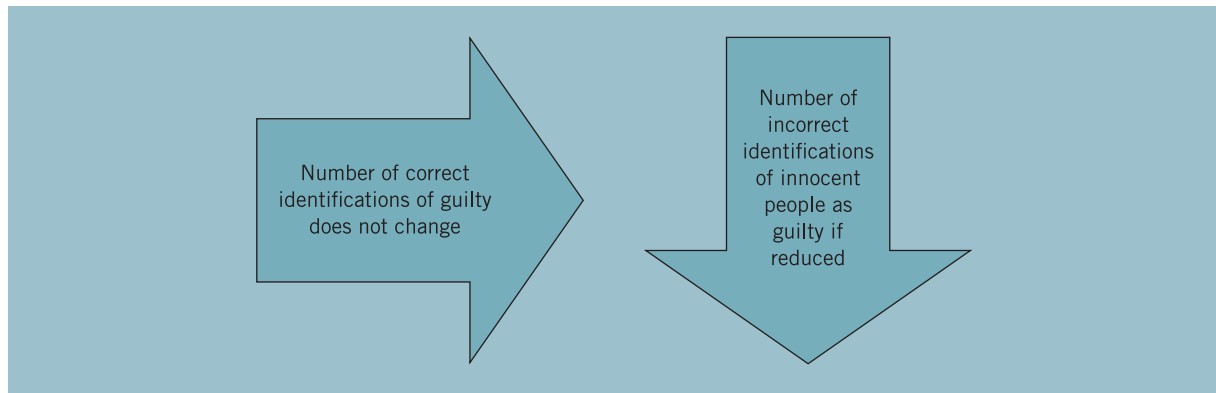 Number of correct
identifications of guilty
does not change
Number of
incorrect
identifications
of innocent
people as
guilty if
reduced